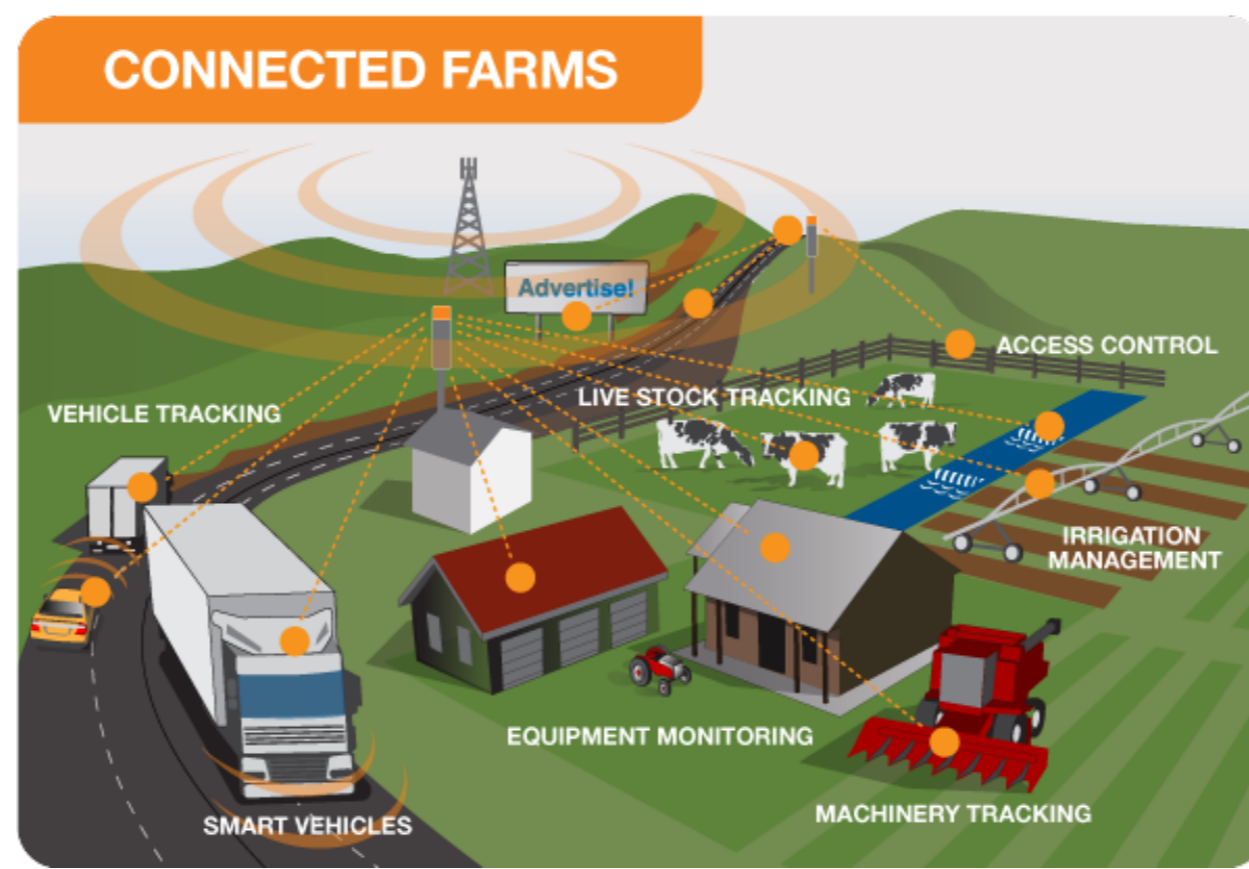 CONNECTED FARMS
Advertise!
ACCESS CONTROL
LIVE STOCK TRACKING
VEHICLE TRACKING
IRRIGATION
MANAGEMENT
EQUIPMENT MONITORING
MACHINERY TRACKING
SMART VEHICLES